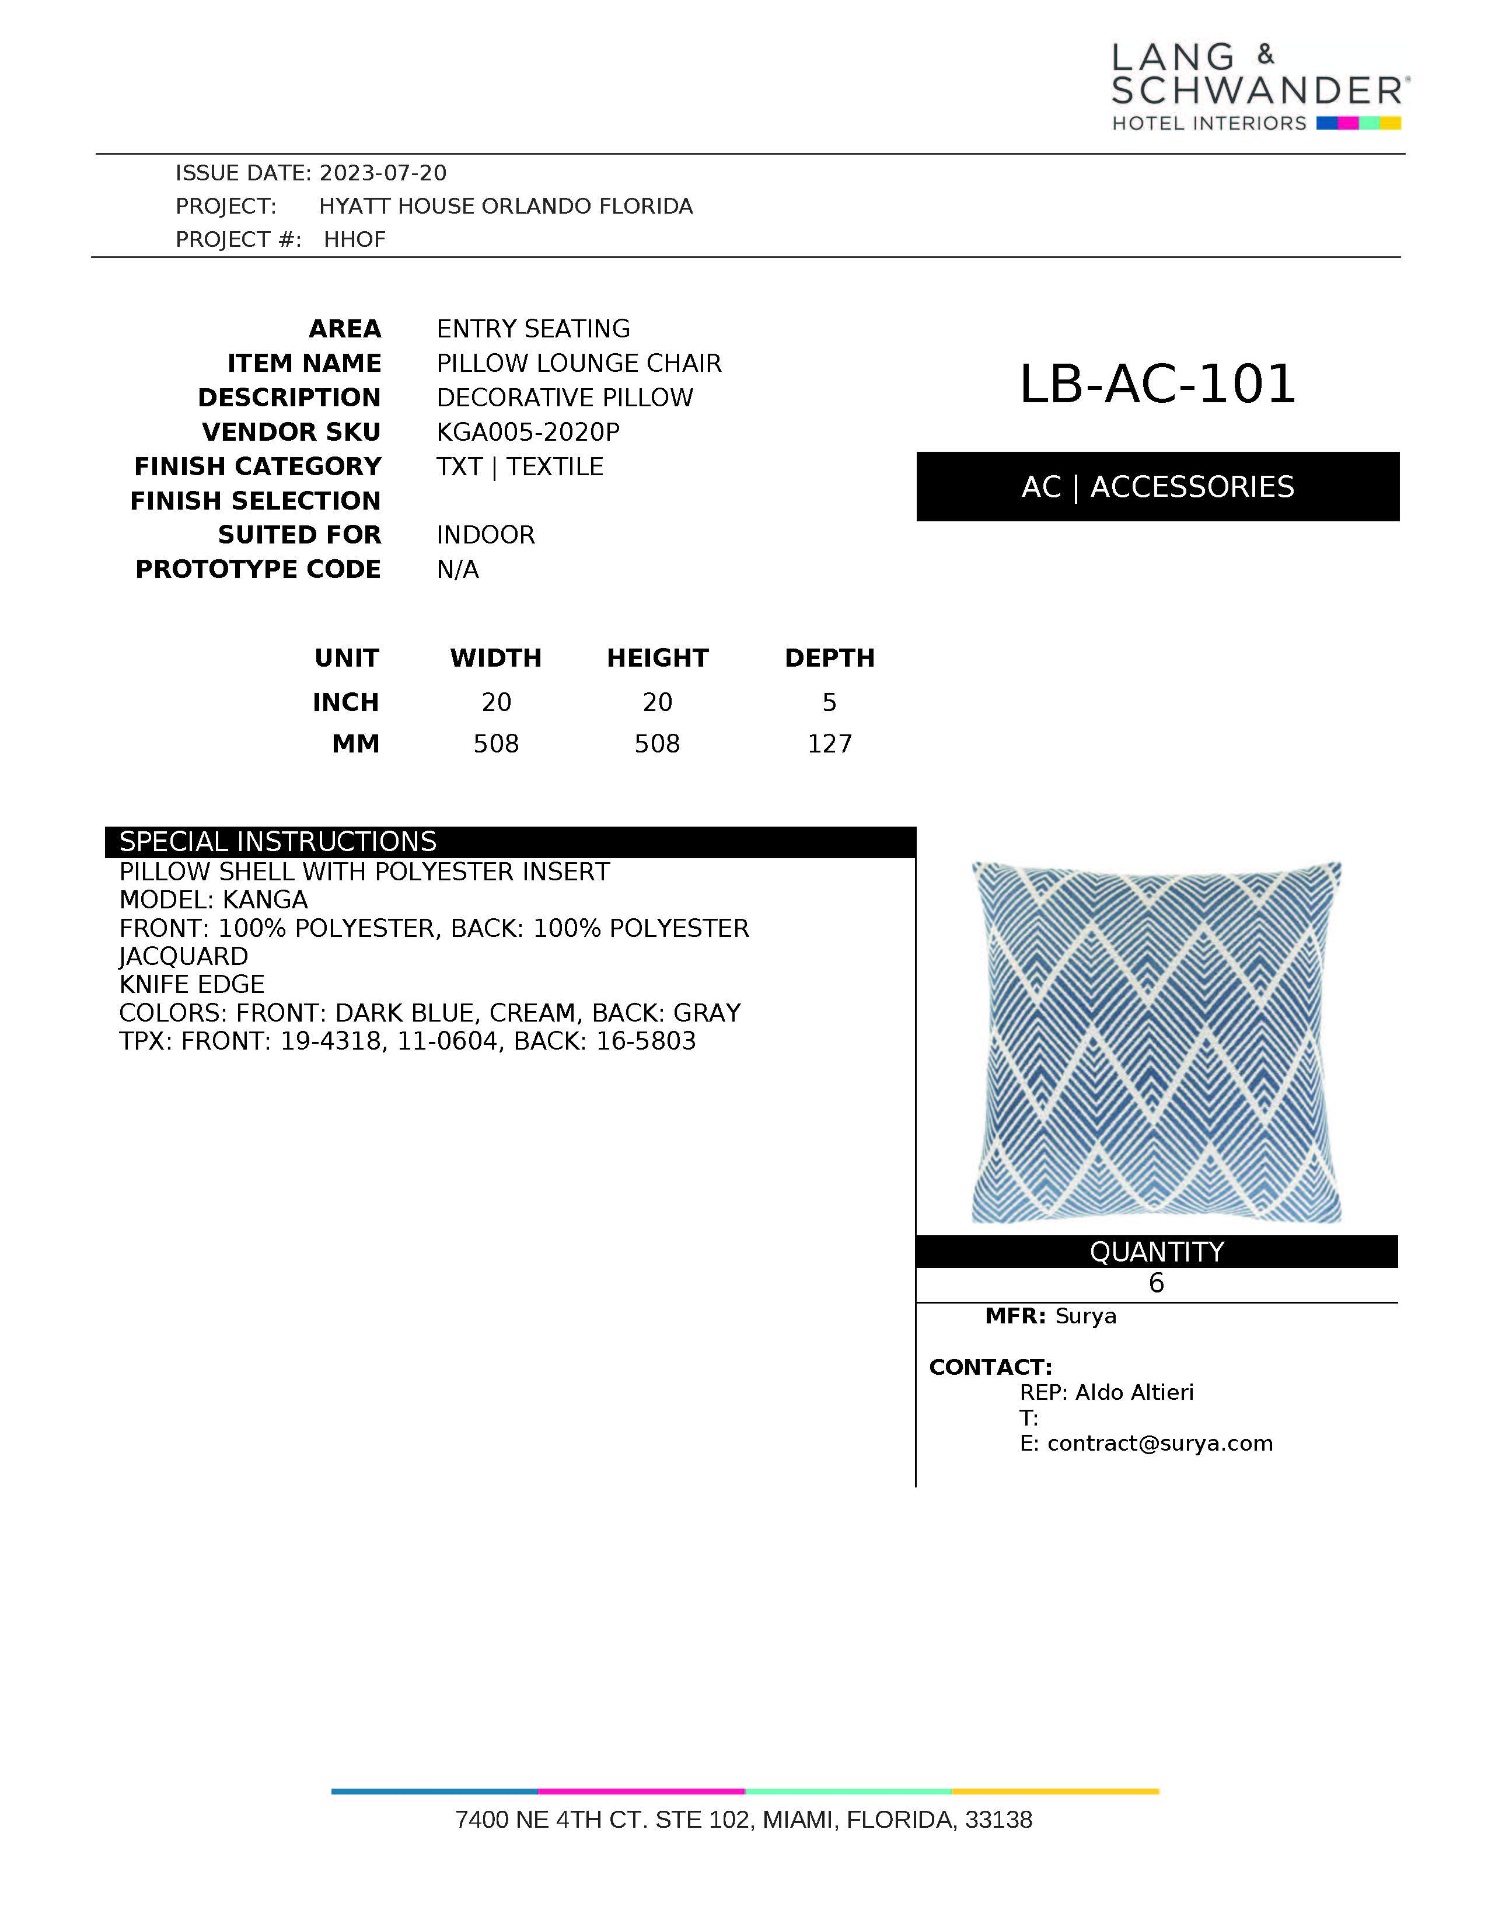 LANG &
SCHWANDER®
HOTEL INTERIORS
ISSUE DATE: 2023-07-20
PROJECT: HYATT HOUSE ORLANDO FLORIDA
PROJECT #: HHOF
AREA ENTRY SEATING
ITEM NAME PILLOW LOUNGE CHAIR
DESCRIPTION DECORATIVE PILLOW
VENDOR SKU KGA005-2020P
FINISH CATEGORY TXT | TEXTILE
FINISH SELECTION
SUITED FOR INDOOR
PROTOTYPE CODE N/A
LB-AC-101
AC | ACCESSORIES
UNIT WIDTH HEIGHT DEPTH
INCH 20 20 5
MM 508 508 127
SPECIAL INSTRUCTIONS
PILLOW SHELL WITH POLYESTER INSERT
MODEL: KANGA
FRONT: 100% POLYESTER, BACK: 100% POLYESTER
JACQUARD
KNIFE EDGE
COLORS: FRONT: DARK BLUE, CREAM, BACK: GRAY
TPX: FRONT: 19-4318, 11-0604, BACK: 16-5803
QUANTITY
6
MFR: Surya
CONTACT:
REP: Aldo Altieri
T:
E: contract@surya.com
7400 NE 4TH CT. STE 102, MIAMI, FLORIDA, 33138